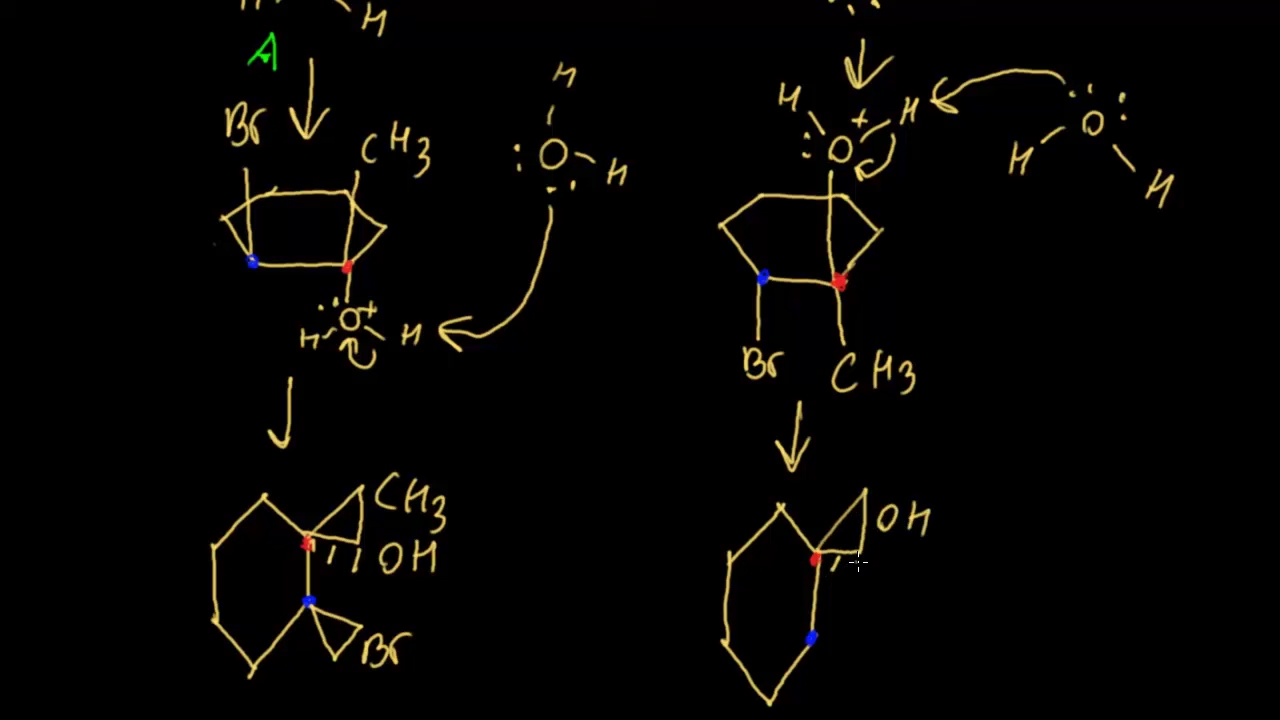 H H
A
Br CH3
H
:O H
H H
:O+ H
H O: H
H O+ H
Br CH3
CH3
OH
Br
OH